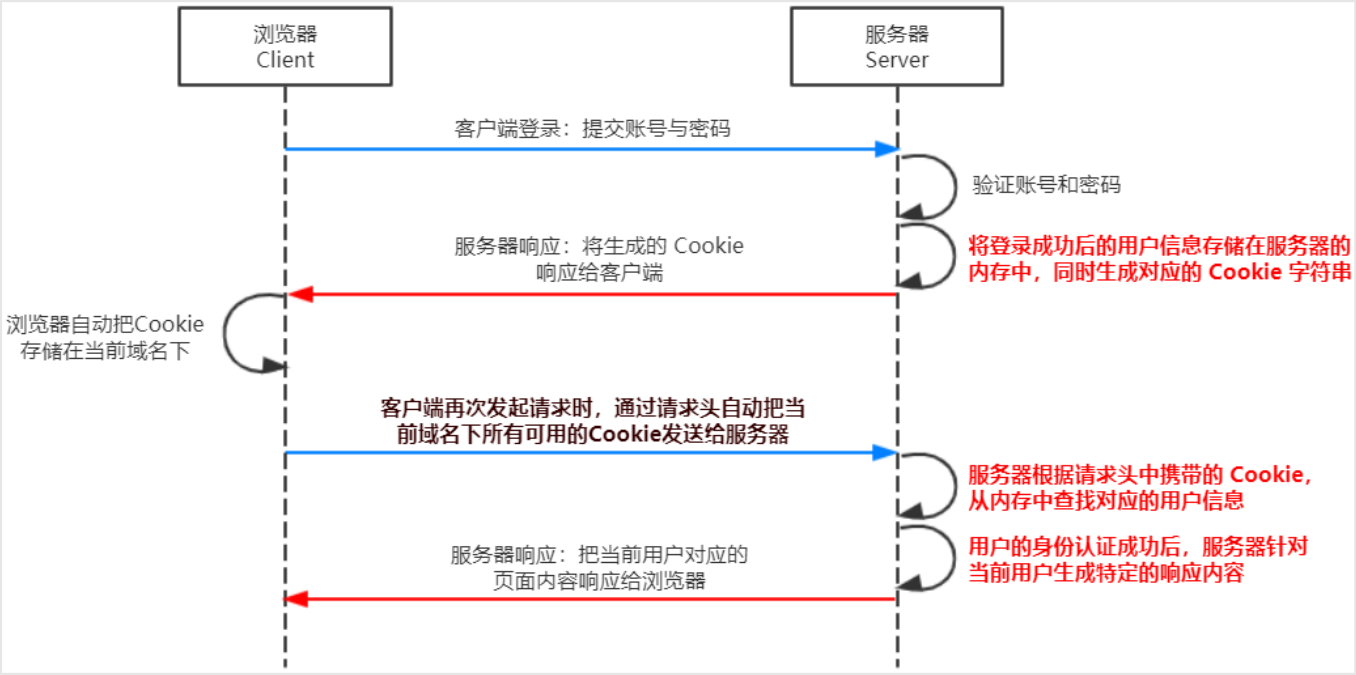 浏览器
Client
服务器
Server
客户端登录：提交账号与密码
验证账号和密码
服务器响应：将生成的 Cookie
响应给客户端
将登录成功后的用户信息存储在服务器的
内存中，同时生成对应的 Cookie 字符串
浏览器自动把Cookie
存储在当前域名下
客户端再次发起请求时，通过请求头自动把当
前域名下所有可用的Cookie发送给服务器
服务器根据请求头中携带的 Cookie，
从内存中查找对应的用户信息
服务器响应：把当前用户对应的
页面内容响应给浏览器
用户的身份认证成功后，服务器针对
当前用户生成特定的响应内容